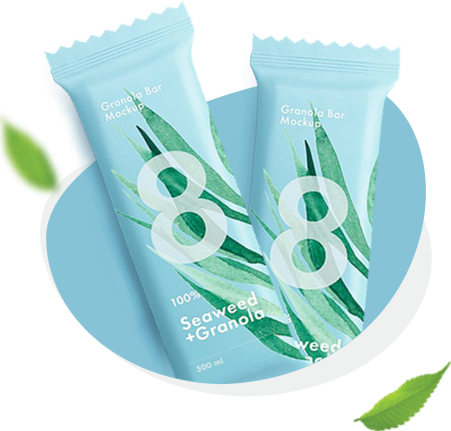 Granola Bar
Mockup
8
100%
Seaweed
+Granola
300 ml
Granola Bar
Mockup
8
weed